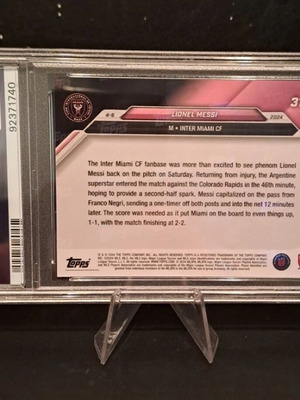 92371740
3
LIONEL MESSI
4-6
2024
M • INTER MIAMI CF
The Inter Miami CF fanbase was more than excited to see phenom Lionel
Messi back on the pitch on Saturday. Returning from injury, the Argentine
superstar entered the match against the Colorado Rapids in the 46th minute,
hoping to provide a second-half spark. Messi capitalized on the pass from
Franco Negri, sending a one-timer off both posts and into the net 12 minutes
later. The score was needed as it put Miami on the board to even things up,
1-1, with the match finishing at 2-2.
Topps